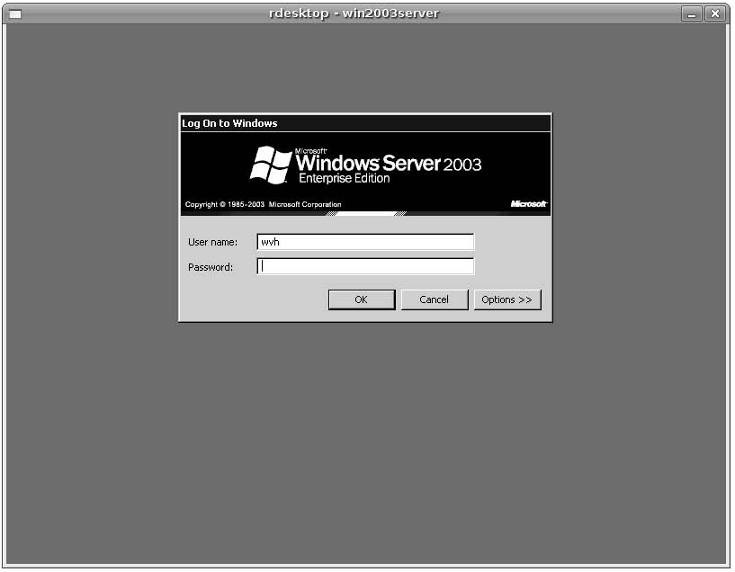 rdesktop - win2003server
Log On to Windows
Microsoft
Windows Server 2003
Enterprise Edition
Copyright © 1985-2003 Microsoft Corporation Microsoft
User name: wvh
Password:
OK Cancel Options >>